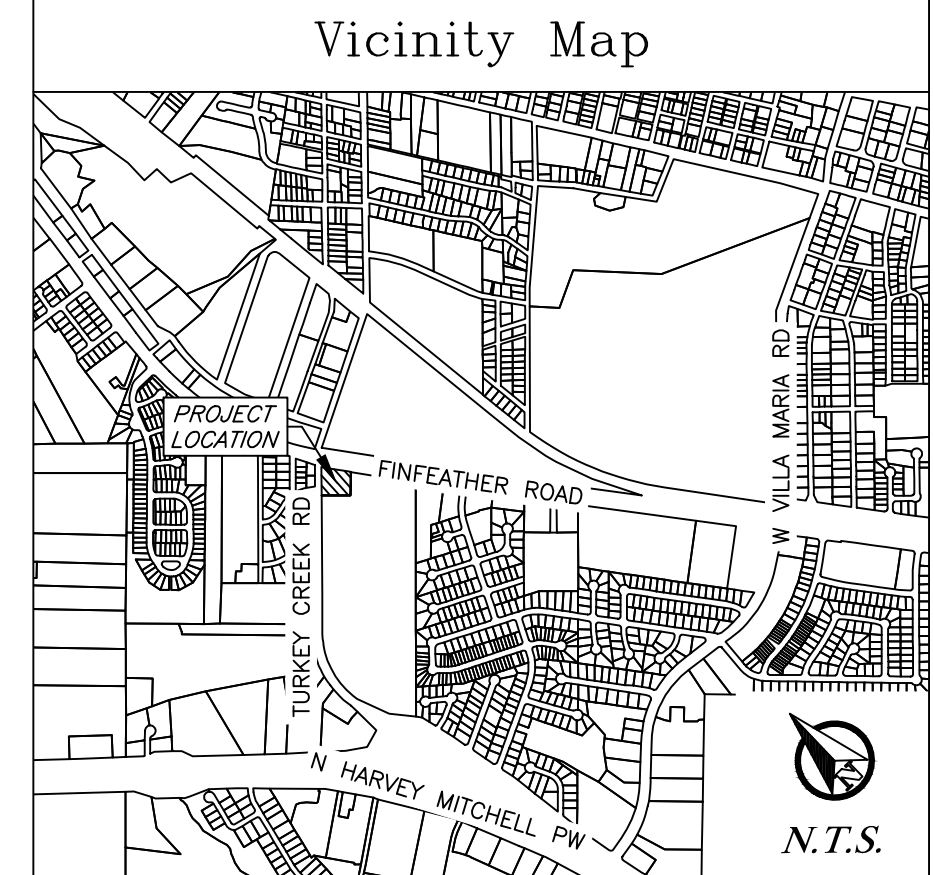 Vicinity Map
PROJECT
LOCATION
FINFEATHER ROAD
W VILLA MARIA RD
TURKEY CREEK RD
N HARVEY MITCHELL PW
N
N.T.S.